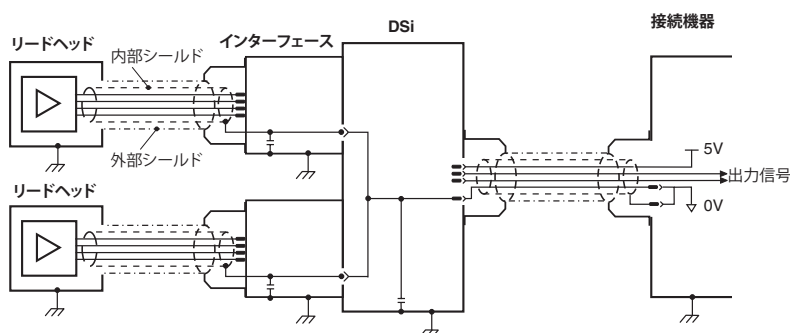 DSi
接続機器
リードヘッド
インターフェース
内部シールド
外部シールド
5V
出力信号
0V
リードヘッド